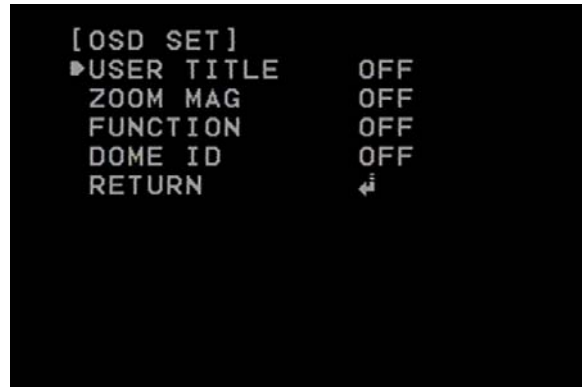 [OSD SET]
USER TITLE OFF
ZOOM MAG OFF
FUNCTION OFF
DOME ID OFF
RETURN ↲